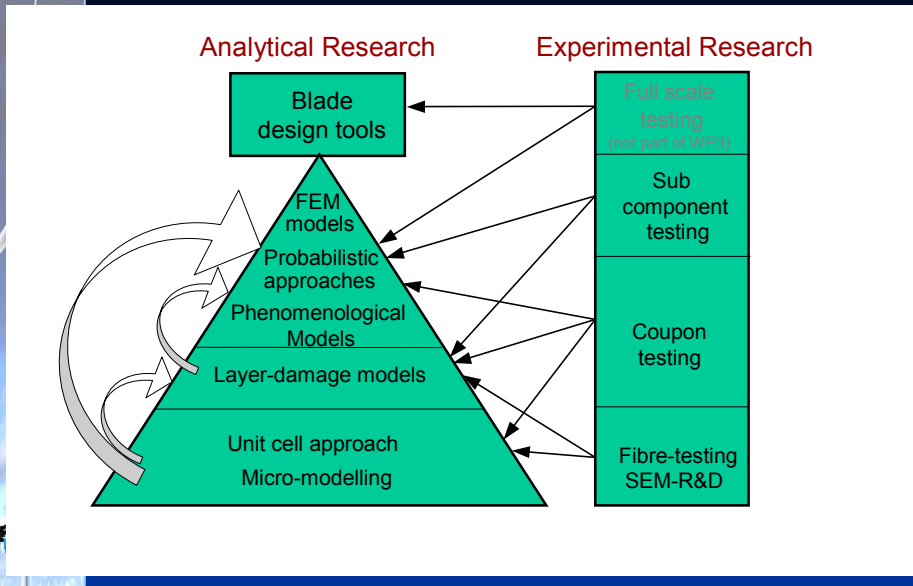 Analytical Research
Experimental Research
Blade
design tools
FEM
models
Probabilistic
approaches
Phenomenological
Models
Layer-damage models
Unit cell approach
Micro-modelling
Full scale
testing
(not part of WP3)
Sub
component
testing
Coupon
testing
Fibre-testing
SEM-R&D